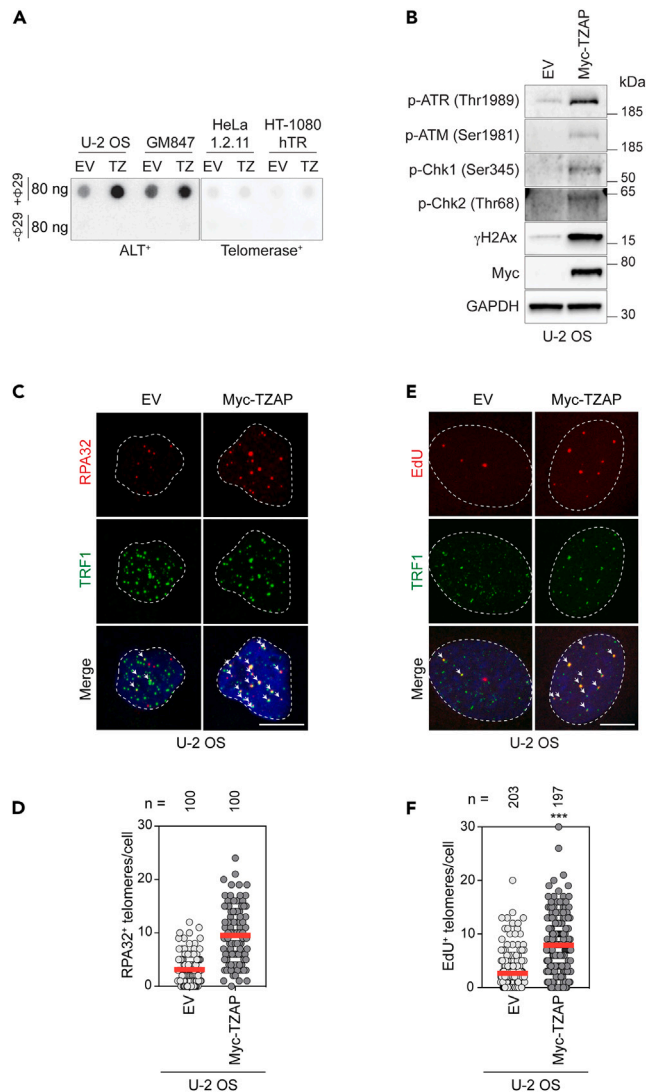 A
U-2 OS GM847 HeLa 1.2.11 HT-1080 hTR
EV TZ EV TZ EV TZ EV TZ
+Φ29 80 ng
-Φ29 80 ng
ALT⁺ Telomerase⁺
B
EV Myc-TZAP
kDa
p-ATR (Thr1989)
185
p-ATM (Ser1981)
185
p-Chk1 (Ser345)
50
p-Chk2 (Thr68)
65
γH2Ax
15
Myc
80
GAPDH
30
U-2 OS
C
EV Myc-TZAP
RPA32
TRF1
Merge
U-2 OS
E
EV Myc-TZAP
EdU
TRF1
Merge
U-2 OS
D
n = 100 100
RPA32⁺ telomeres/cell
30
20
10
0
EV Myc-TZAP
U-2 OS
F
n = 203 197
***
EdU⁺ telomeres/cell
30
20
10
0
EV Myc-TZAP
U-2 OS